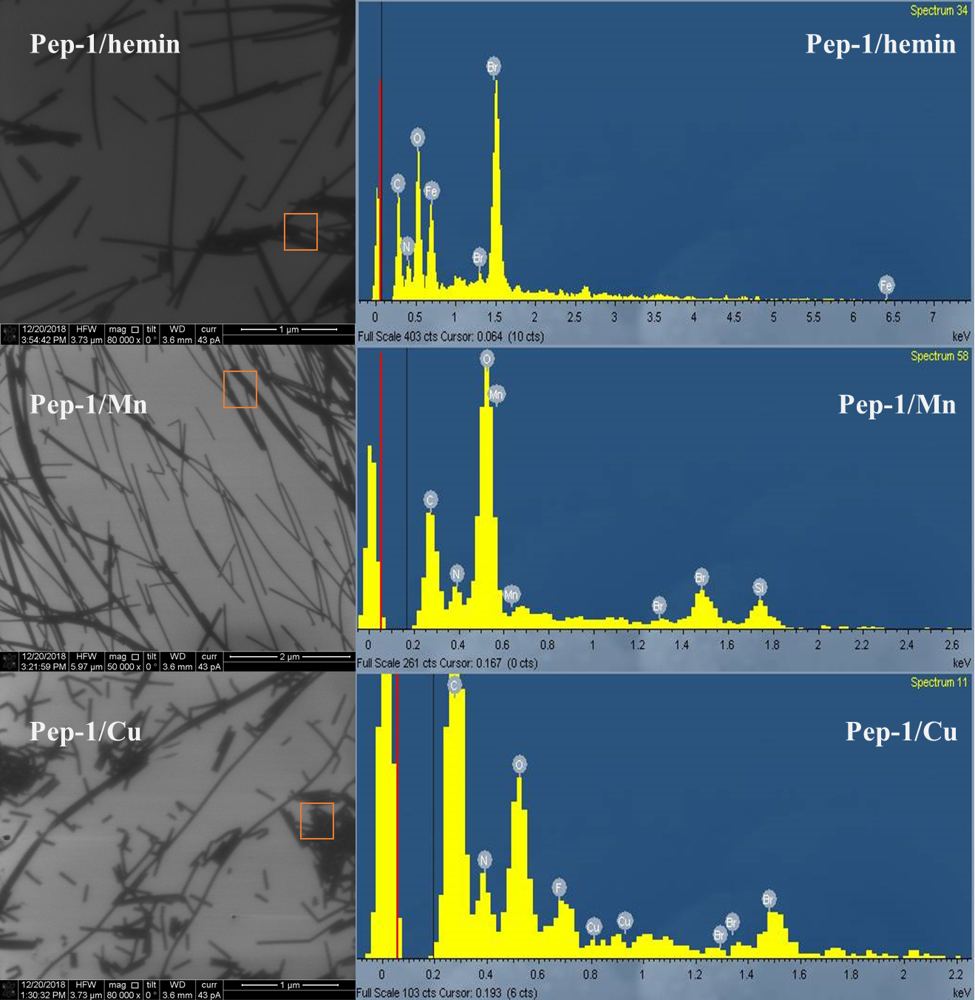 Pep-1/hemin
12/20/2018 HFW mag □ tilt WD curr 1 µm
3:54:42 PM 3.73 µm 80 000 x 0 ° 3.6 mm 43 pA
Spectrum 34
Pep-1/hemin
Br
O
C
Fe
N
Br
Fe
0 0.5 1 1.5 2 2.5 3 3.5 4 4.5 5 5.5 6 6.5 7
Full Scale 403 cts Cursor: 0.064 (10 cts) keV
Pep-1/Mn
12/20/2018 HFW mag □ tilt WD curr 2 µm
3:21:59 PM 5.97 µm 50 000 x 0 ° 3.6 mm 43 pA
Spectrum 58
Pep-1/Mn
O
Mn
C
N
Mn
Br
Br
Si
0 0.2 0.4 0.6 0.8 1 1.2 1.4 1.6 1.8 2 2.2 2.4 2.6
Full Scale 261 cts Cursor: 0.167 (0 cts) keV
Pep-1/Cu
12/20/2018 HFW mag □ tilt WD curr 1 µm
1:30:32 PM 3.73 µm 80 000 x 0 ° 3.6 mm 43 pA
Spectrum 11
Pep-1/Cu
C
O
N
F
Cu
Cu
Br
Br
Br
0 0.2 0.4 0.6 0.8 1 1.2 1.4 1.6 1.8 2 2.2
Full Scale 103 cts Cursor: 0.193 (6 cts) keV